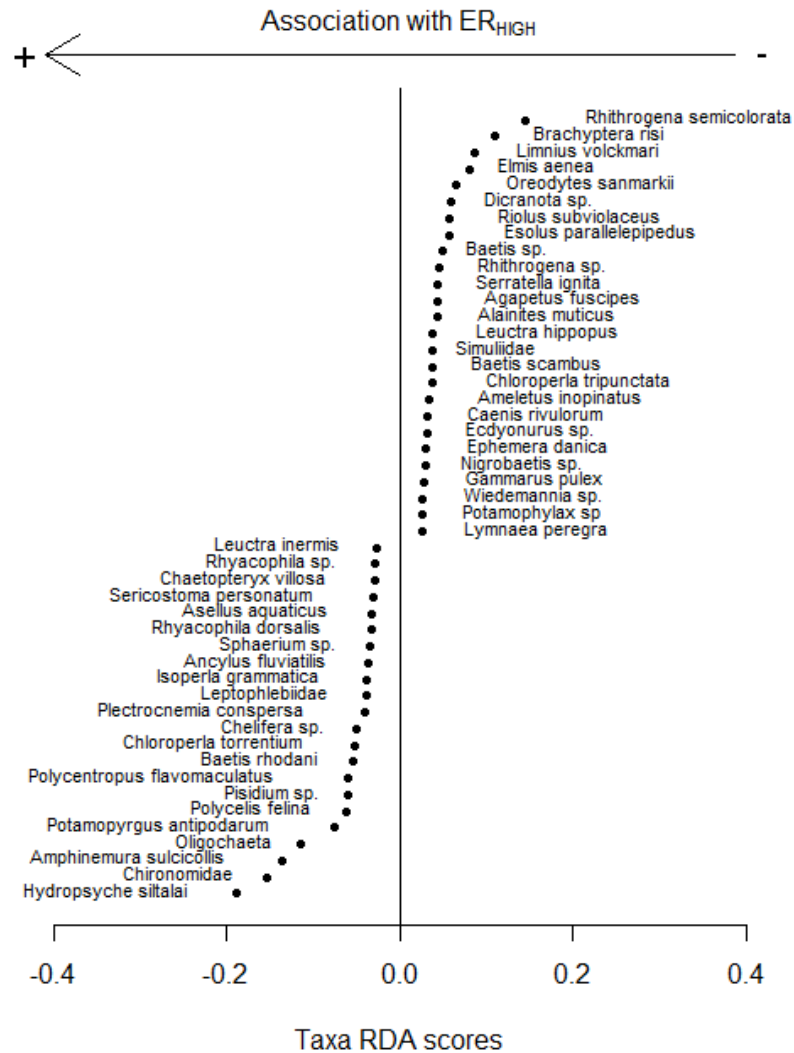 Association with ER_HIGH
+ -
Rhithrogena semicolorata
Brachyptera risi
Limnius volckmari
Elmis aenea
Oreodytes sanmarkii
Dicranota sp.
Riolus subviolaceus
Esolus parallelepipedus
Baetis sp.
Rhithrogena sp.
Serratella ignita
Agapetus fuscipes
Alainites muticus
Leuctra hippopus
Simuliidae
Baetis scambus
Chloroperla tripunctata
Ameletus inopinatus
Caenis rivulorum
Ecdyonurus sp.
Ephemera danica
Nigrobaetis sp.
Gammarus pulex
Wiedemannia sp.
Potamophylax sp
Lymnaea peregra
Leuctra inermis
Rhyacophila sp.
Chaetopteryx villosa
Sericostoma personatum
Asellus aquaticus
Rhyacophila dorsalis
Sphaerium sp.
Ancylus fluviatilis
Isoperla grammatica
Leptophlebiidae
Plectrocnemia conspersa
Chelifera sp.
Chloroperla torrentium
Baetis rhodani
Polycentropus flavomaculatus
Pisidium sp.
Polycelis felina
Potamopyrgus antipodarum
Oligochaeta
Amphinemura sulcicollis
Chironomidae
Hydropsyche siltalai
-0.4 -0.2 0.0 0.2 0.4
Taxa RDA scores